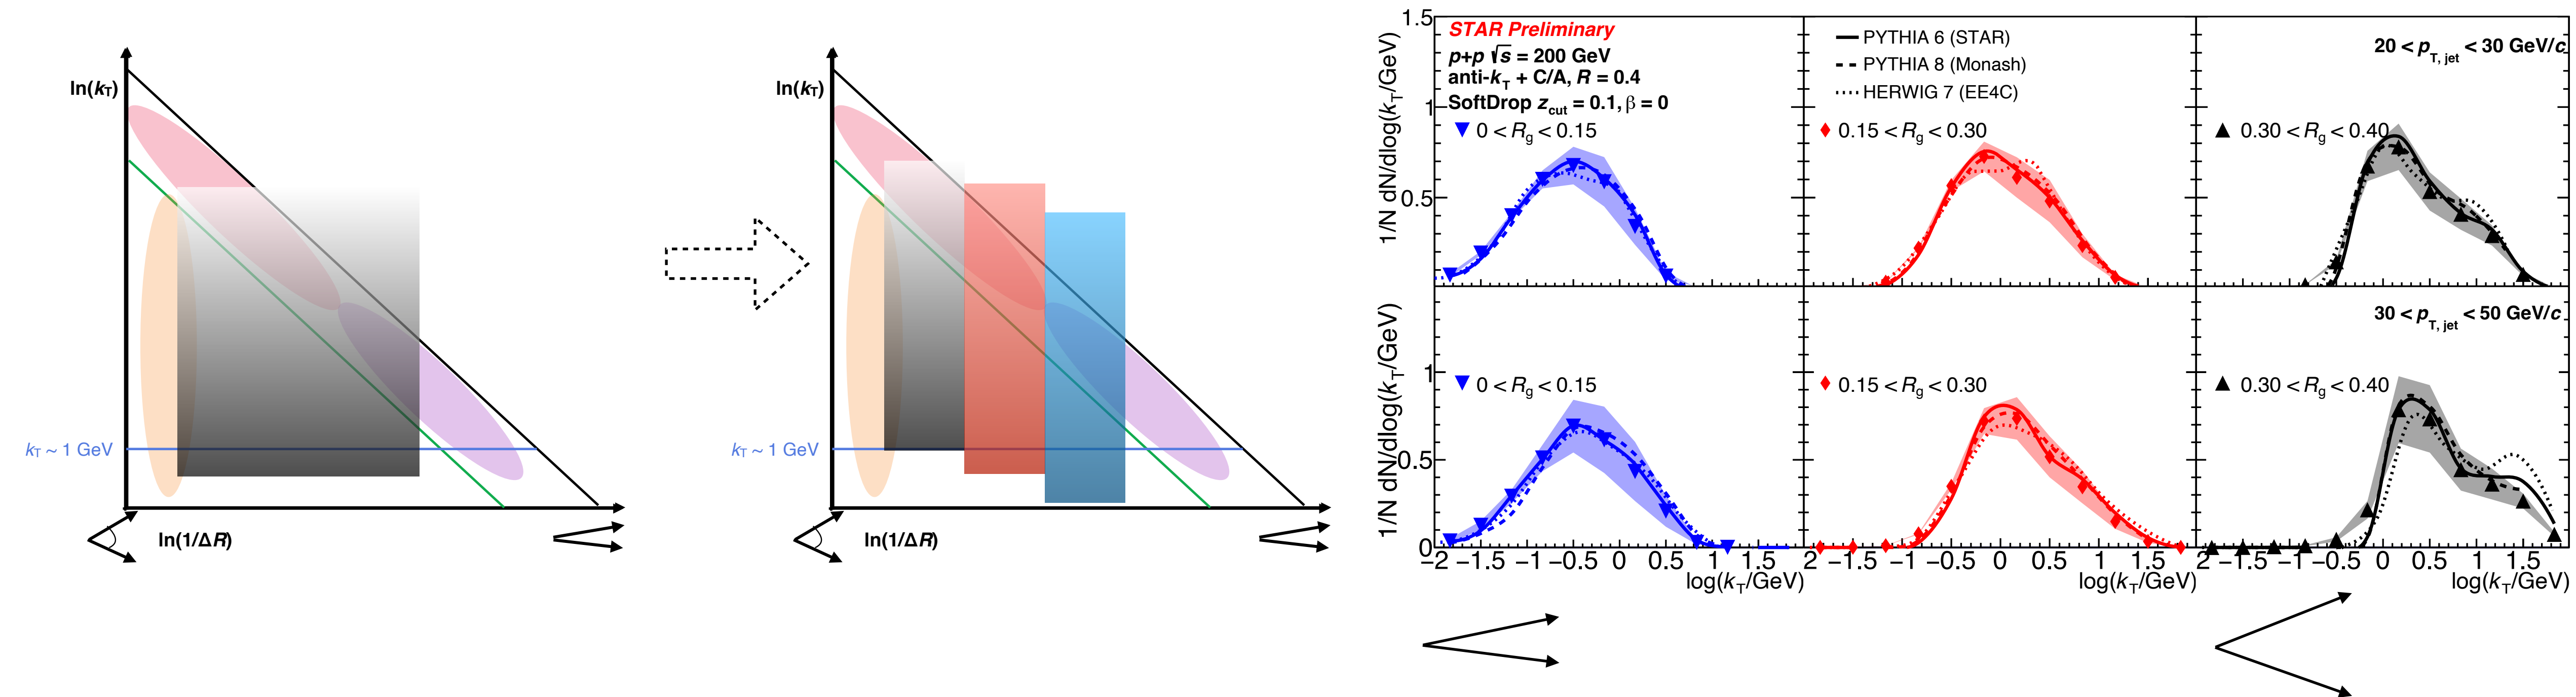 ln(kT)
kT ~ 1 GeV
ln(1/ΔR)
ln(kT)
kT ~ 1 GeV
ln(1/ΔR)
STAR Preliminary
p+p √s = 200 GeV
anti-kT + C/A, R = 0.4
SoftDrop zcut = 0.1, β = 0
0 < Rg < 0.15
PYTHIA 6 (STAR)
PYTHIA 8 (Monash)
HERWIG 7 (EE4C)
0.15 < Rg < 0.30
20 < pT, jet < 30 GeV/c
0.30 < Rg < 0.40
1/N dN/dlog(kT/GeV)
1.5
1
0.5
30 < pT, jet < 50 GeV/c
0 < Rg < 0.15
0.15 < Rg < 0.30
0.30 < Rg < 0.40
1/N dN/dlog(kT/GeV)
1
0.5
0
−2 −1.5 −1 −0.5 0 0.5 1 1.5
2 −1.5 −1 −0.5 0 0.5 1 1.5
2 −1.5 −1 −0.5 0 0.5 1 1.5
log(kT/GeV)
log(kT/GeV)
log(kT/GeV)